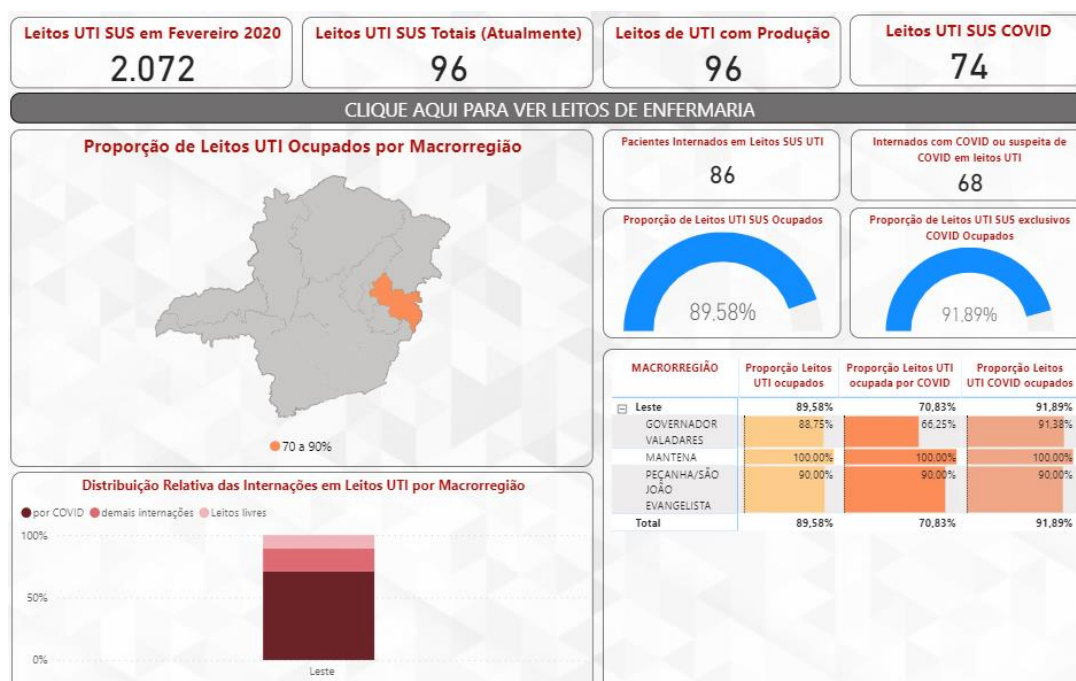 Leitos UTI SUS em Fevereiro 2020
2.072
Leitos UTI SUS Totais (Atualmente)
96
Leitos de UTI com Produção
96
Leitos UTI SUS COVID
74
CLIQUE AQUI PARA VER LEITOS DE ENFERMARIA
Proporção de Leitos UTI Ocupados por Macrorregião
70 a 90%
Pacientes Internados em Leitos SUS UTI
86
Internados com COVID ou suspeita de
COVID em leitos UTI
68
Proporção de Leitos UTI SUS Ocupados
89,58%
Proporção de Leitos UTI SUS exclusivos
COVID Ocupados
91,89%
Distribuição Relativa das Internações em Leitos UTI por Macrorregião
por COVID demais internações Leitos livres
100%
50%
0%
Leste
MACRORREGIÃO Proporção Leitos UTI ocupados Proporção Leitos UTI ocupada por COVID Proporção Leitos UTI COVID ocupados
Leste 89,58% 70,83% 91,89%
GOVERNADOR 88,75% 66,25% 91,38%
VALADARES
MANTENA 100,00% 100,00% 100,00%
PEÇANHA/SÃO 90,00% 90,00% 90,00%
JOÃO
EVANGELISTA
Total 89,58% 70,83% 91,89%